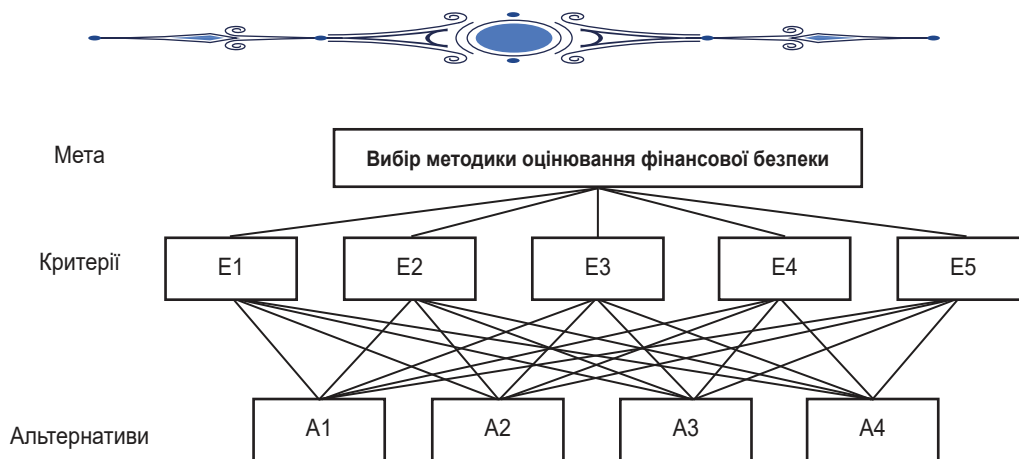 Мета
Вибір методики оцінювання фінансової безпеки
Критерії
E1 E2 E3 E4 E5
A1 A2 A3 A4
Альтернативи